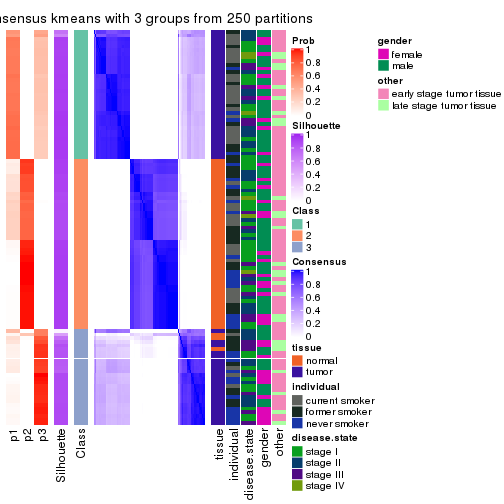 nsensus kmeans with 3 groups from 250 partitions
Prob
1
0.8
0.6
0.4
0.2
0
Silhouette
1
0.8
0.6
0.4
0.2
0
Class
1
2
3
Consensus
1
0.8
0.6
0.4
0.2
0
tissue
normal
tumor
individual
current smoker
former smoker
never smoker
disease.state
stage I
stage II
stage III
stage IV
gender
female
male
other
early stage tumor tissue
late stage tumor tissue
p1
p2
p3
Silhouette
Class
tissue
individual
disease.state
gender
other